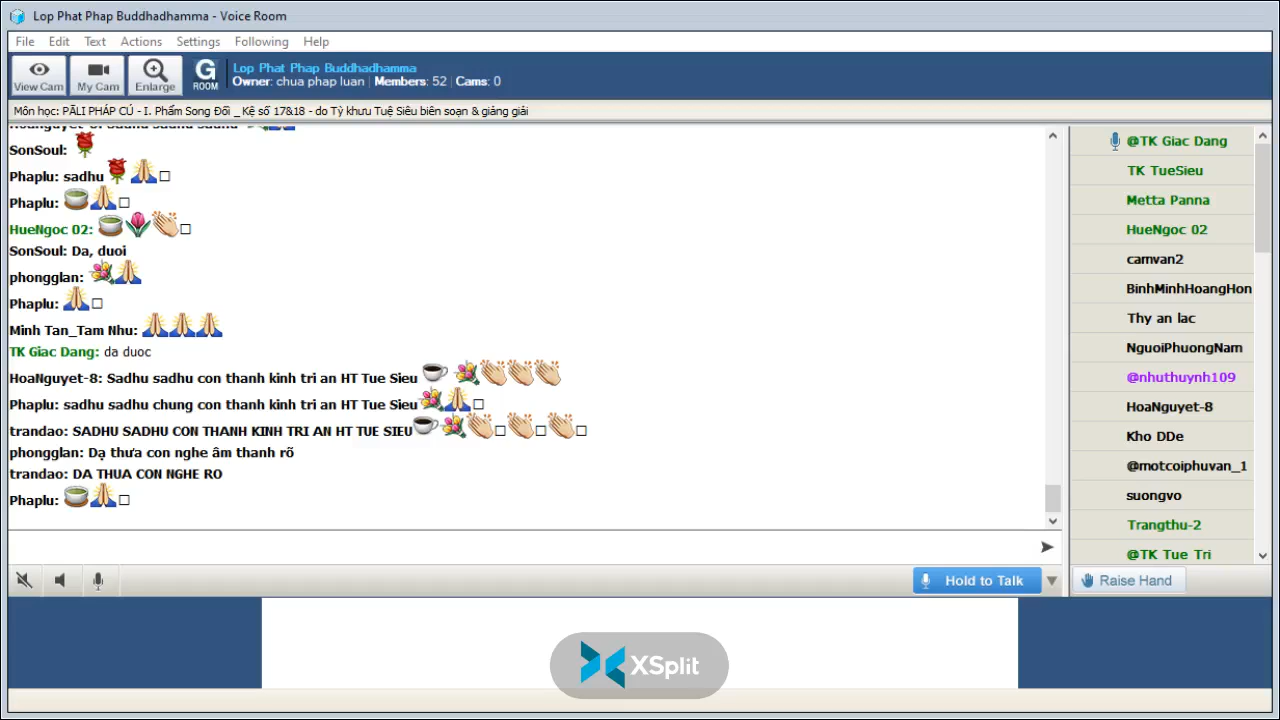 Lop Phat Phap Buddhadhamma - Voice Room
File Edit Text Actions Settings Following Help
View Cam My Cam Enlarge G ROOM
Lop Phat Phap Buddhadhamma
Owner: chua phap luan | Members: 52 | Cams: 0
Môn học: PĀLI PHÁP CÚ - I. Phẩm Song Đối _ Kệ số 17&18 - do Tỳ khưu Tuệ Siêu biên soạn & giảng giải
SonSoul:
Phaplu: sadhu
Phaplu:
HueNgoc 02:
SonSoul: Da, duoi
phongglan:
Phaplu:
Minh Tan_Tam Nhu:
TK Giac Dang: da duoc
HoaNguyet-8: Sadhu sadhu con thanh kinh tri an HT Tue Sieu
Phaplu: sadhu sadhu chung con thanh kinh tri an HT Tue Sieu
trandao: SADHU SADHU CON THANH KINH TRI AN HT TUE SIEU
phongglan: Dạ thưa con nghe âm thanh rõ
trandao: DA THUA CON NGHE RO
Phaplu:
@TK Giac Dang
TK TueSieu
Metta Panna
HueNgoc 02
camvan2
BinhMinhHoangHon
Thy an lac
NguoiPhuongNam
@nhuthuynh109
HoaNguyet-8
Kho DDe
@motcoiphuvan_1
suongvo
Trangthu-2
@TK Tue Tri
Hold to Talk
Raise Hand
XSplit